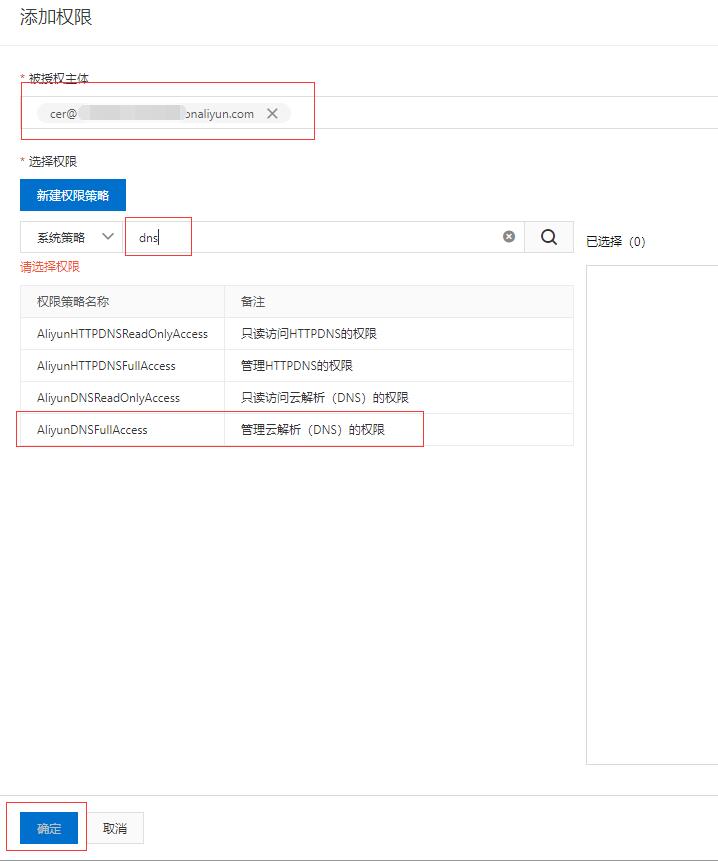 添加权限
* 被授权主体
cer@ onaliyun.com
* 选择权限
新建权限策略
系统策略 dns
已选择（0）
请选择权限
权限策略名称 备注
AliyunHTTPDNSReadOnlyAccess 只读访问HTTPDNS的权限
AliyunHTTPDNSFullAccess 管理HTTPDNS的权限
AliyunDNSReadOnlyAccess 只读访问云解析（DNS）的权限
AliyunDNSFullAccess 管理云解析（DNS）的权限
确定 取消